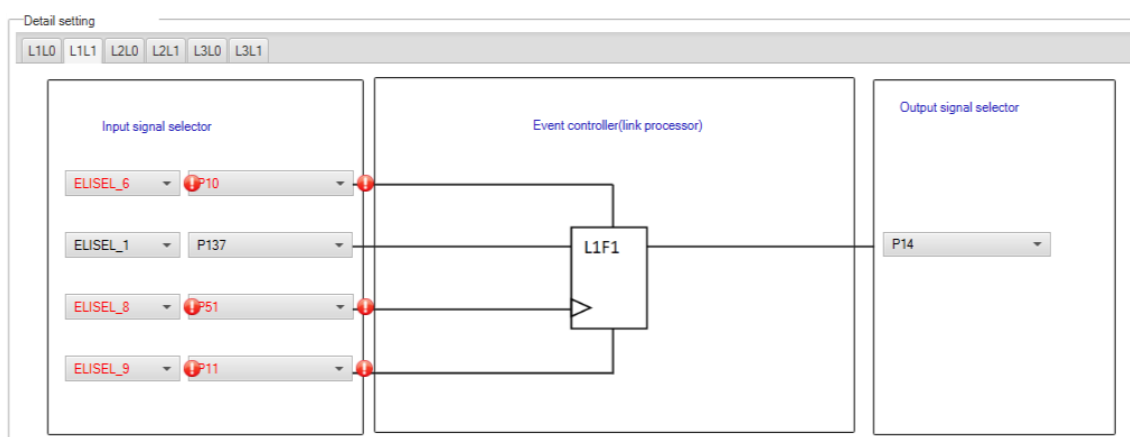 Detail setting
L1L0 L1L1 L2L0 L2L1 L3L0 L3L1
Input signal selector
Event controller(link processor)
Output signal selector
ELISEL_6 P10
ELISEL_1 P137
L1F1
P14
ELISEL_8 P51
ELISEL_9 P11